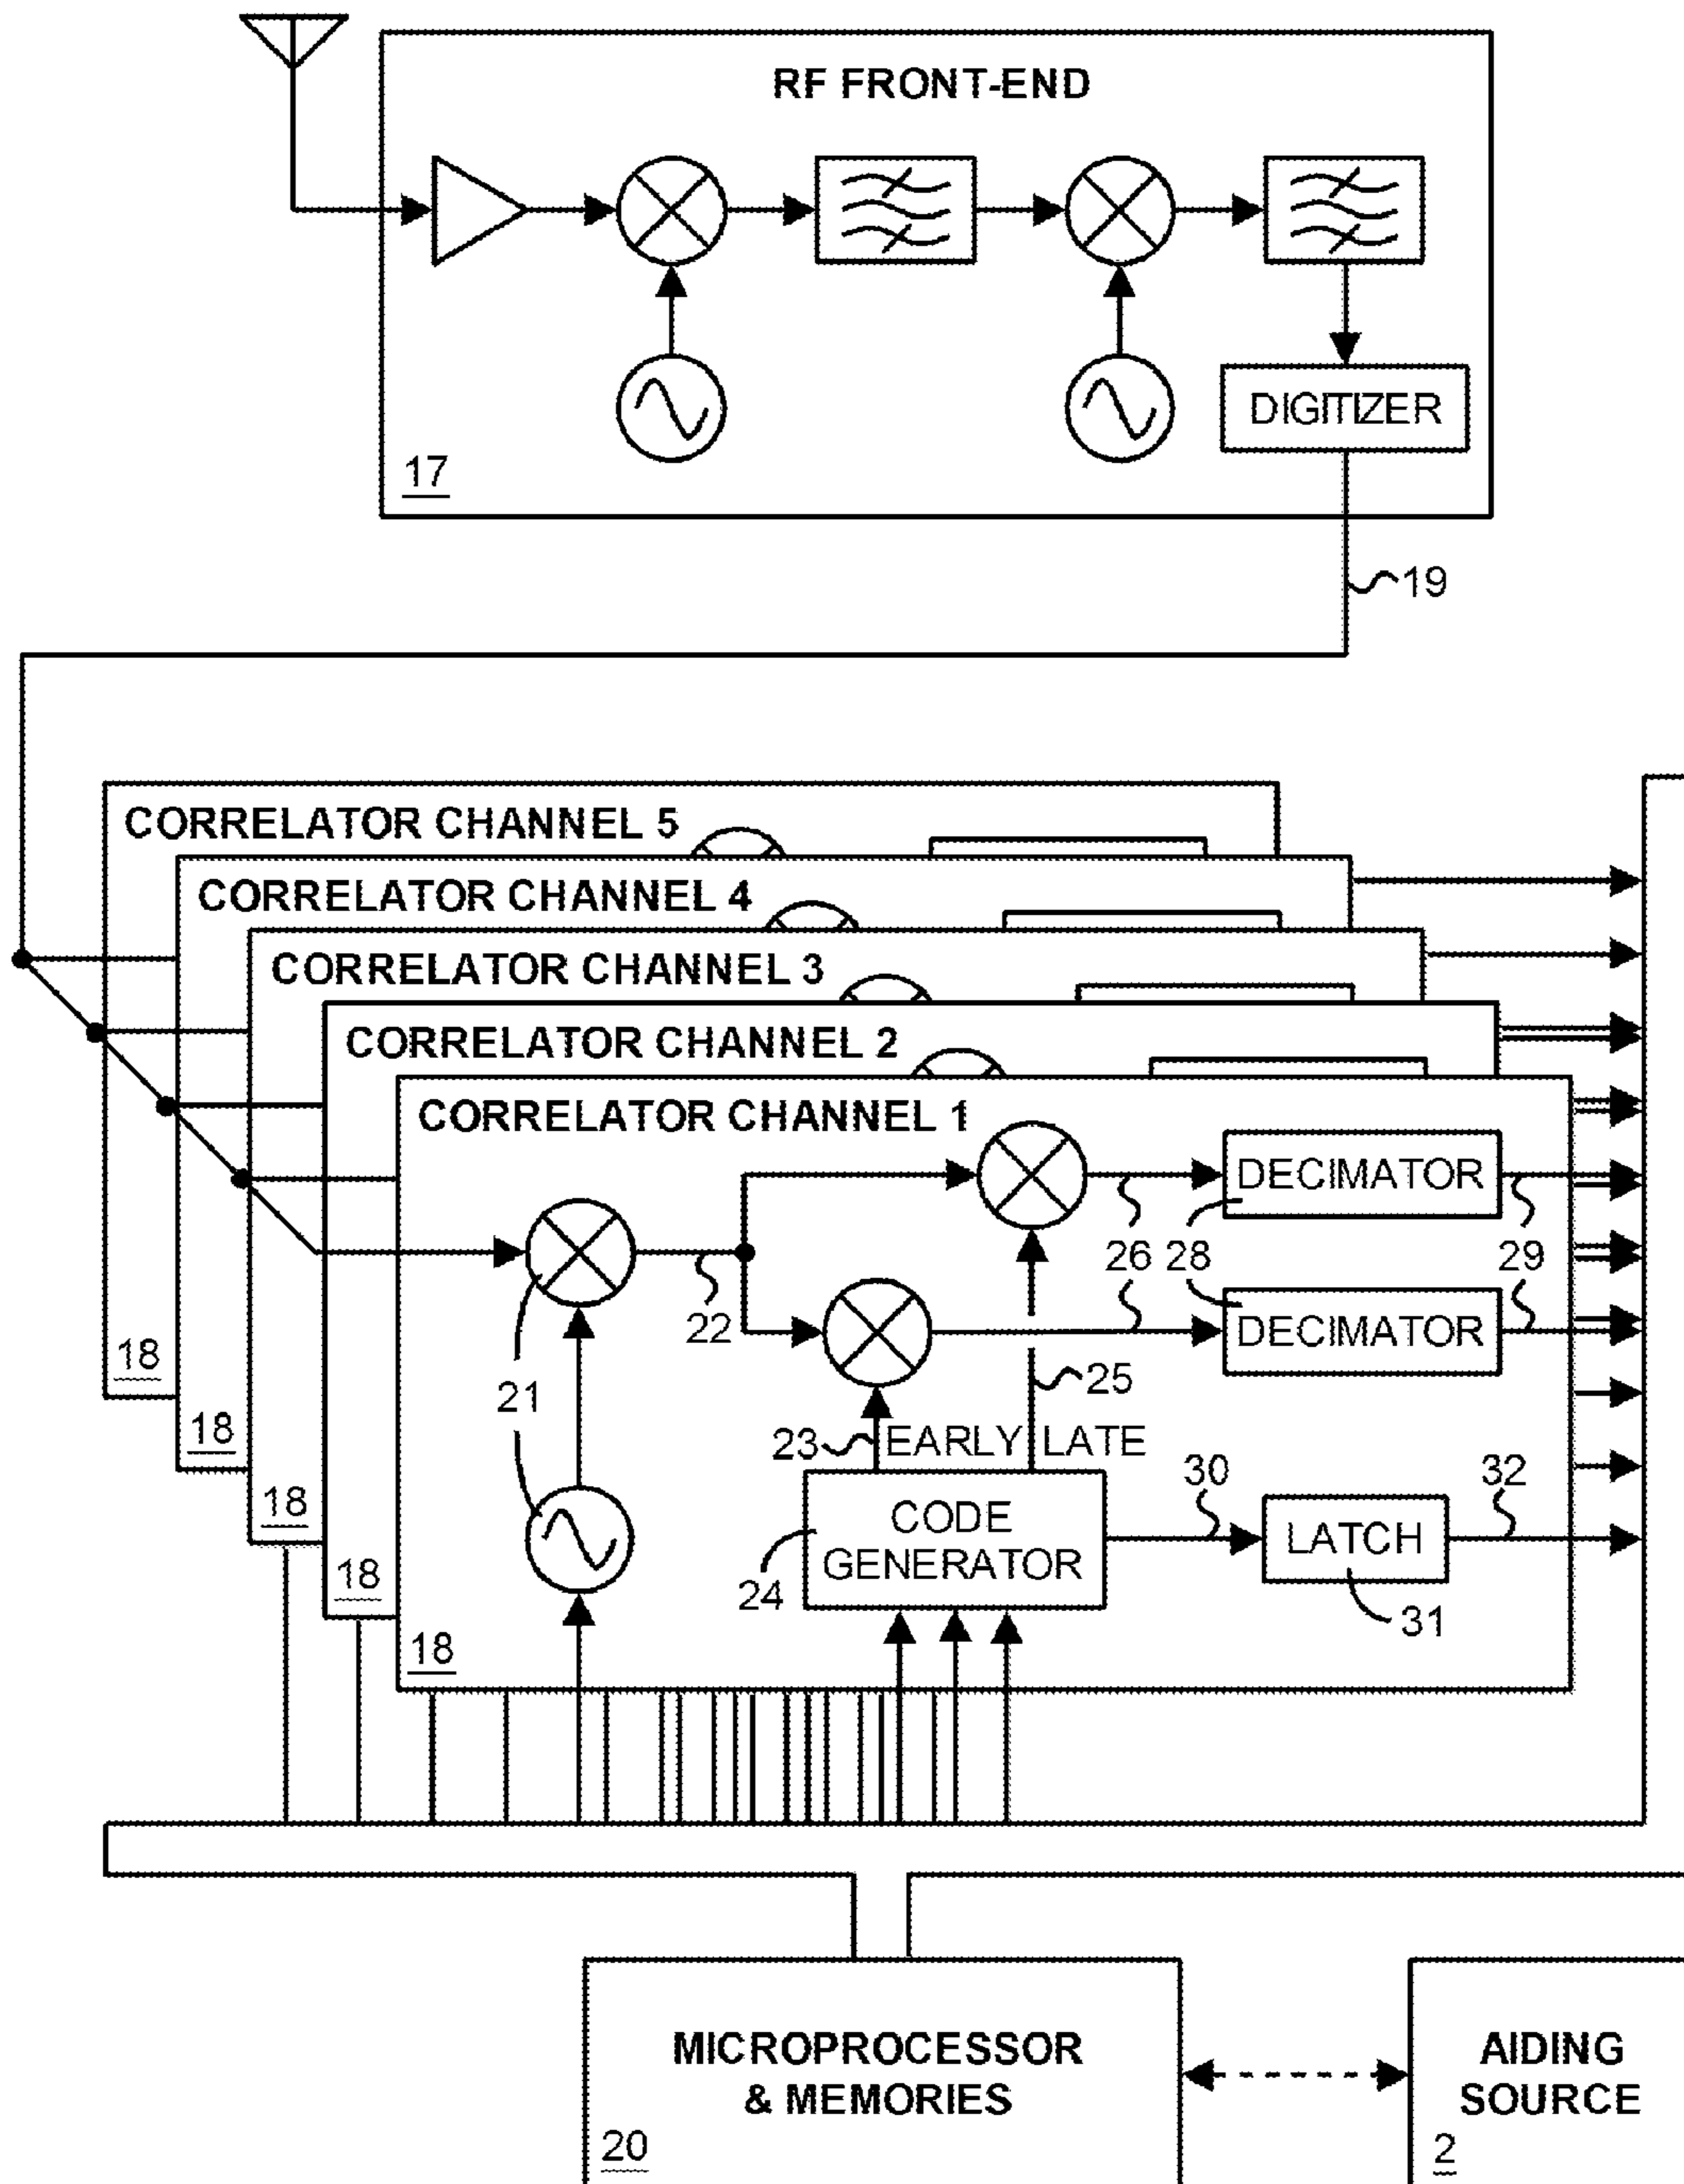 RF FRONT-END
DIGITIZER
17
19
CORRELATOR CHANNEL 5
CORRELATOR CHANNEL 4
CORRELATOR CHANNEL 3
CORRELATOR CHANNEL 2
CORRELATOR CHANNEL 1
DECIMATOR
22
26
28
29
DECIMATOR
18
21
25
23
EARLY
LATE
18
30
32
CODE
GENERATOR
LATCH
18
24
18
31
18
MICROPROCESSOR
& MEMORIES
20
AIDING
SOURCE
2